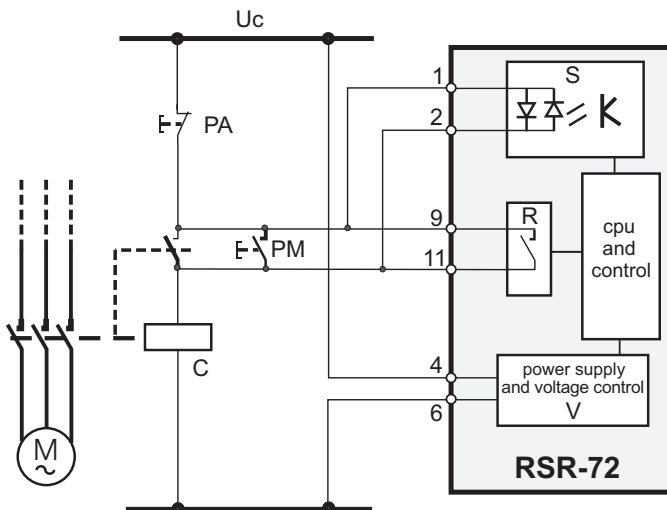 Uc
PA
PM
C
M
~
1
2
9
11
4
6
S
R
cpu
and
control
power supply
and voltage control
V
RSR-72